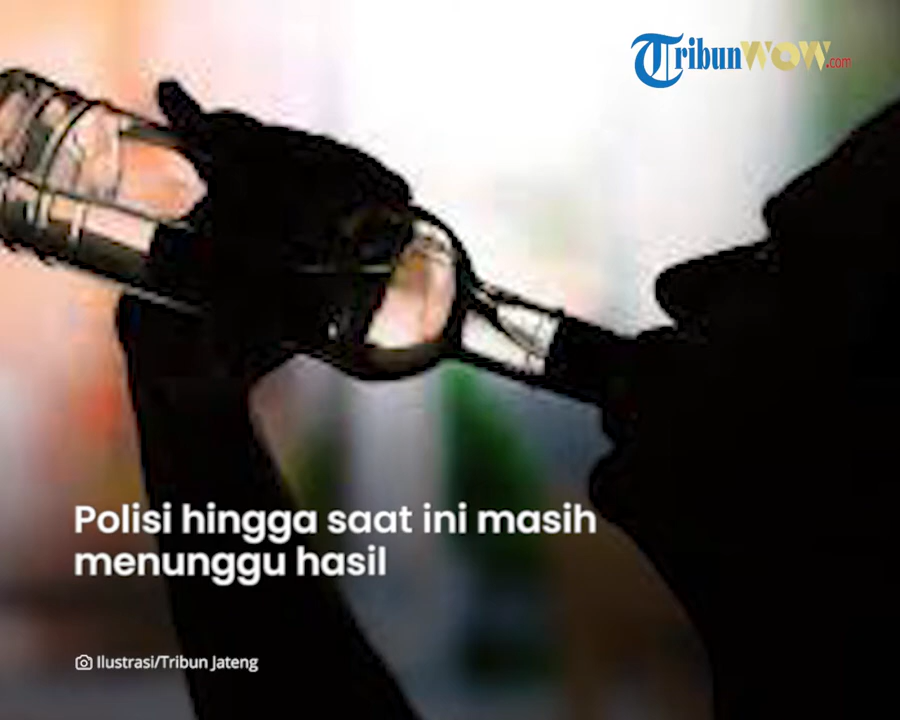 TribunWOW.com
Polisi hingga saat ini masih
menunggu hasil
Ilustrasi/Tribun Jateng